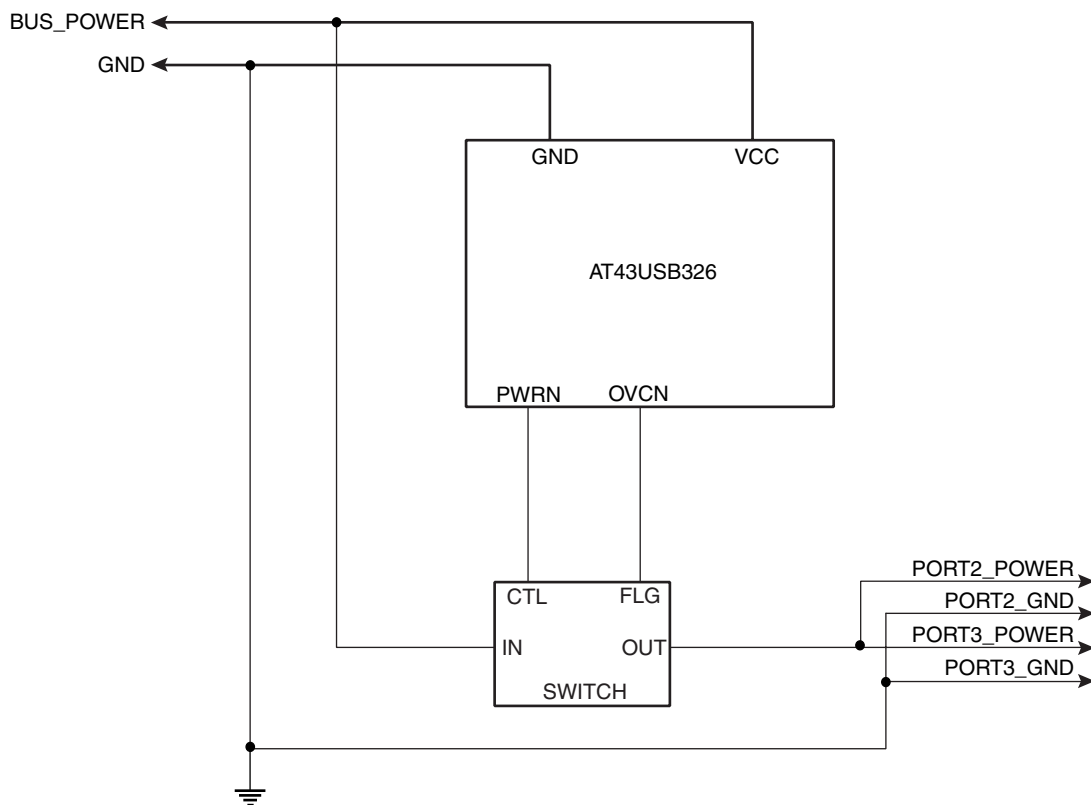 BUS_POWER
GND
GND
VCC
AT43USB326
PWRN
OVCN
CTL
FLG
IN
OUT
SWITCH
PORT2_POWER
PORT2_GND
PORT3_POWER
PORT3_GND